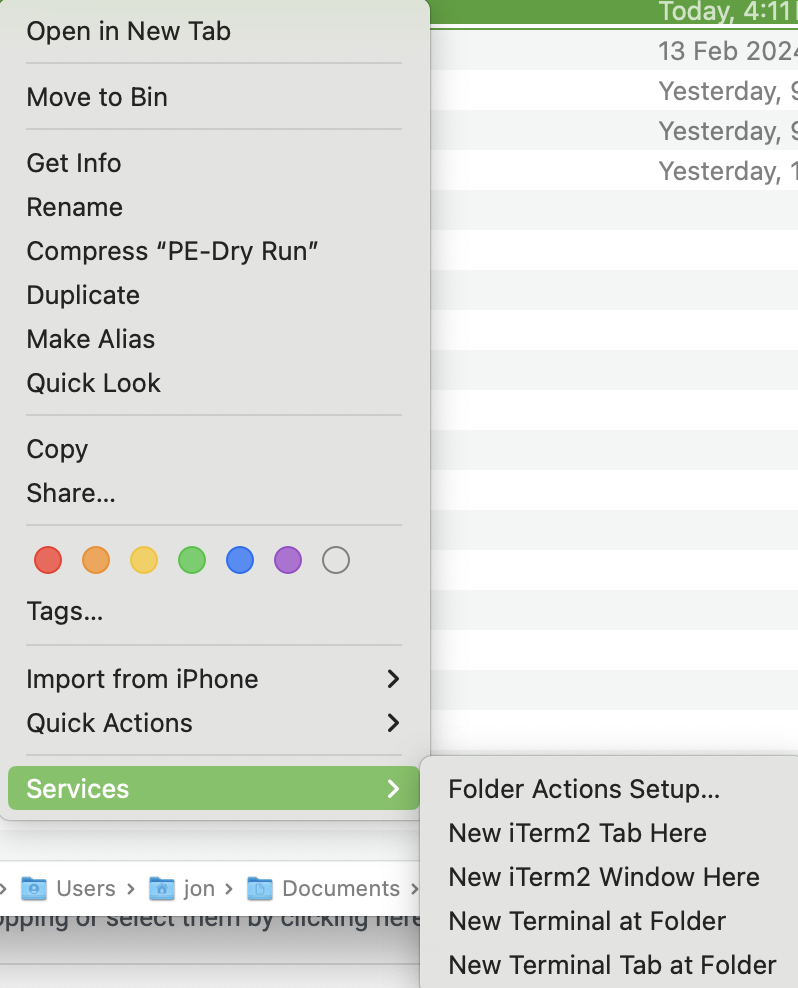 Open in New Tab
Today, 4:11
13 Feb 2024
Move to Bin
Yesterday, 9
Yesterday, 9
Get Info
Yesterday, 1
Rename
Compress “PE-Dry Run”
Duplicate
Make Alias
Quick Look
Copy
Share...
Tags...
Import from iPhone
Quick Actions
Services
Folder Actions Setup...
New iTerm2 Tab Here
New iTerm2 Window Here
New Terminal at Folder
New Terminal Tab at Folder
Users › jon › Documents ›
or select them by clicking here